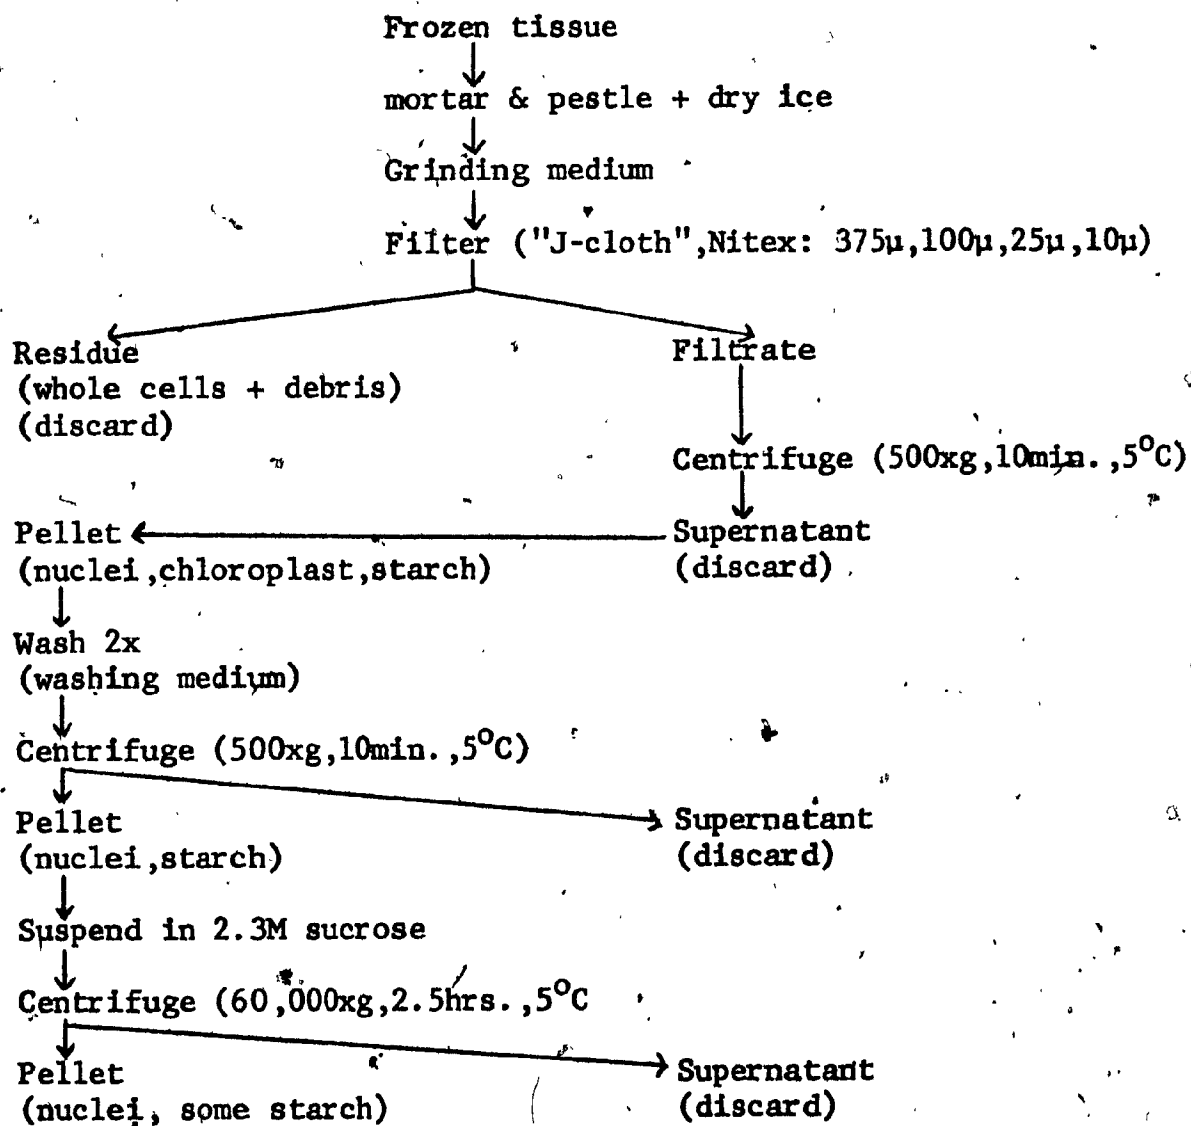 Frozen tissue
mortar & pestle + dry ice
Grinding medium
Filter ("J-cloth",Nitex: 375µ,100µ,25µ,10µ)
Residue
(whole cells + debris)
(discard)
Filtrate
Centrifuge (500xg,10min.,5°C)
Pellet
(nuclei,chloroplast,starch)
Supernatant
(discard)
Wash 2x
(washing medium)
Centrifuge (500xg,10min.,5°C)
Pellet
(nuclei,starch)
Supernatant
(discard)
Suspend in 2.3M sucrose
Centrifuge (60,000xg,2.5hrs.,5°C
Pellet
(nuclei, some starch)
Supernatant
(discard)